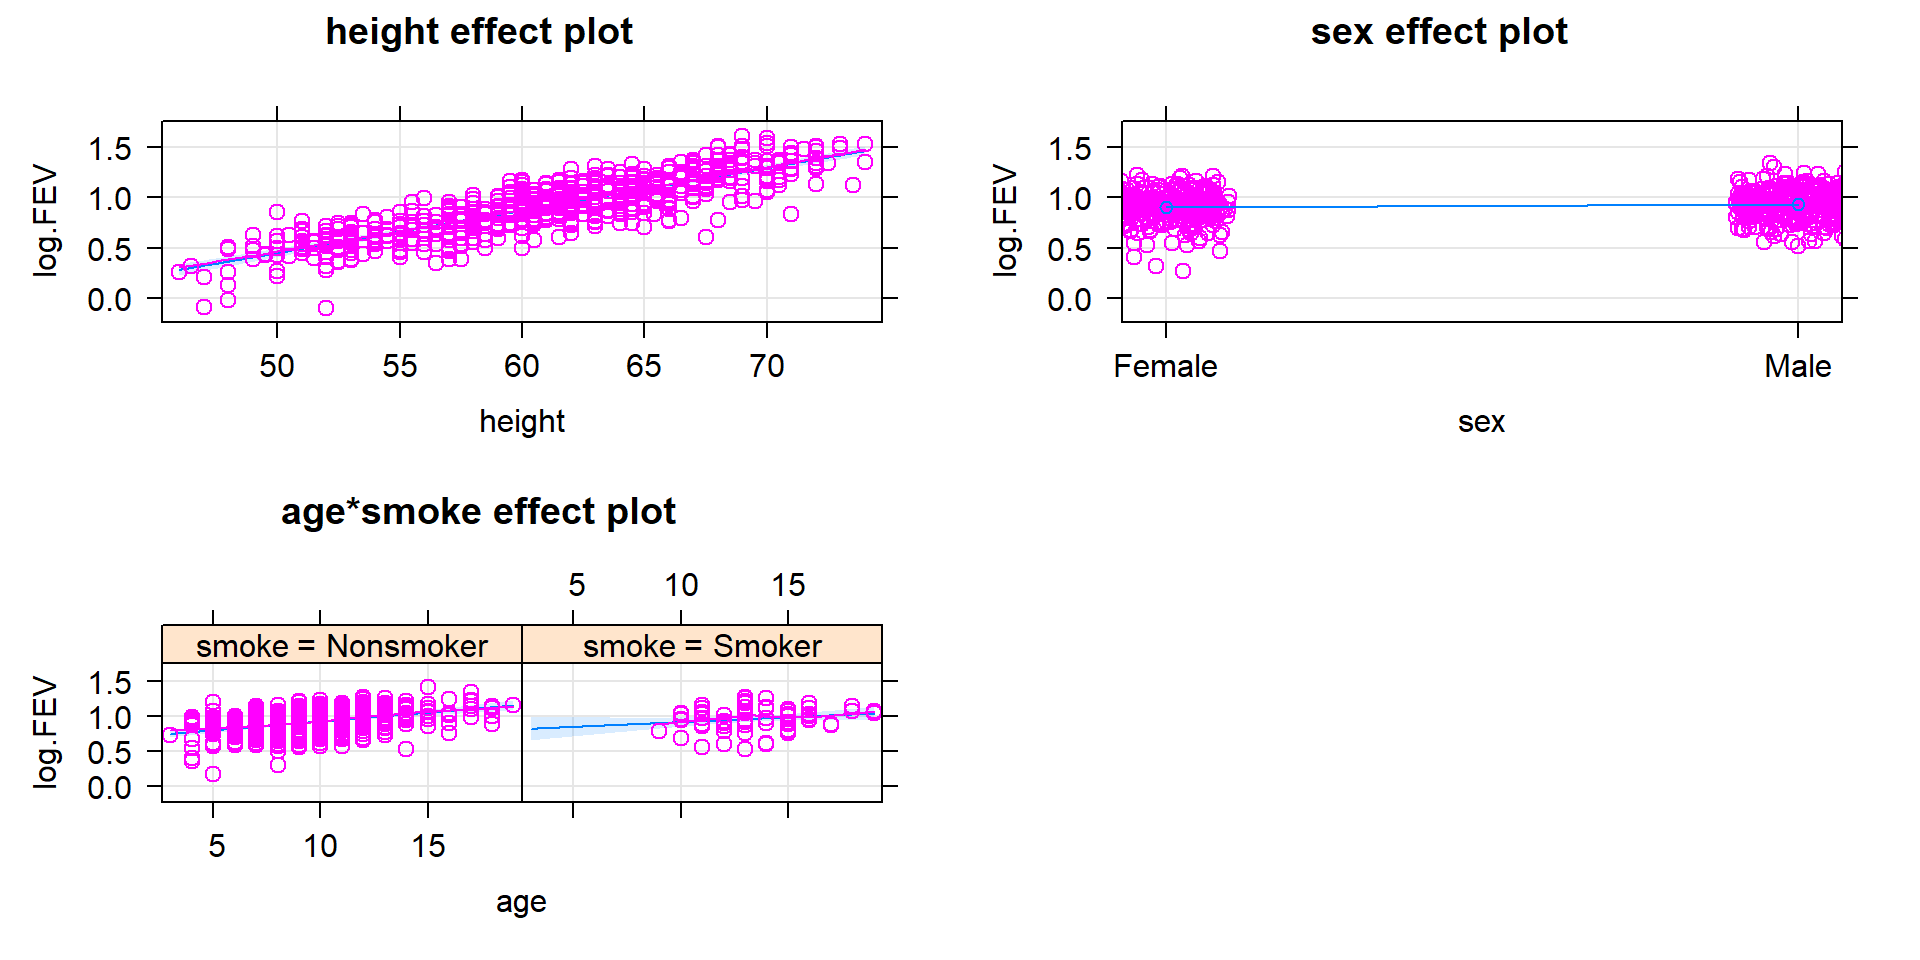 height effect plot
log.FEV
1.5
1.0
0.5
0.0
50 55 60 65 70
height
sex effect plot
log.FEV
1.5
1.0
0.5
0.0
Female Male
sex
age*smoke effect plot
5 10 15
smoke = Nonsmoker smoke = Smoker
log.FEV
1.5
1.0
0.5
0.0
5 10 15
age